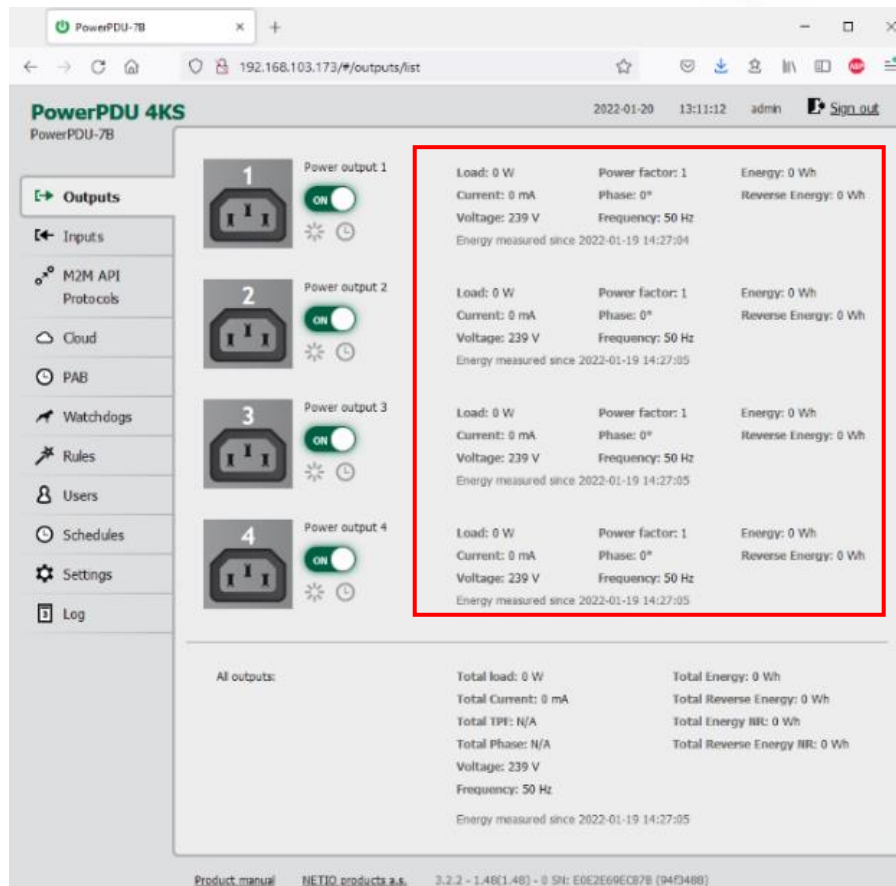 PowerPDU-7B
192.168.103.173/#/outputs/list
ABP
PowerPDU 4KS
2022-01-20 13:11:12 admin Sign out
PowerPDU-7B
Outputs
Inputs
M2M API
Protocols
Cloud
PAB
Watchdogs
Rules
Users
Schedules
Settings
Log
1
Power output 1
ON
Load: 0 W Power factor: 1 Energy: 0 Wh
Current: 0 mA Phase: 0° Reverse Energy: 0 Wh
Voltage: 239 V Frequency: 50 Hz
Energy measured since 2022-01-19 14:27:04
2
Power output 2
ON
Load: 0 W Power factor: 1 Energy: 0 Wh
Current: 0 mA Phase: 0° Reverse Energy: 0 Wh
Voltage: 239 V Frequency: 50 Hz
Energy measured since 2022-01-19 14:27:05
3
Power output 3
ON
Load: 0 W Power factor: 1 Energy: 0 Wh
Current: 0 mA Phase: 0° Reverse Energy: 0 Wh
Voltage: 239 V Frequency: 50 Hz
Energy measured since 2022-01-19 14:27:05
4
Power output 4
ON
Load: 0 W Power factor: 1 Energy: 0 Wh
Current: 0 mA Phase: 0° Reverse Energy: 0 Wh
Voltage: 239 V Frequency: 50 Hz
Energy measured since 2022-01-19 14:27:05
All outputs:
Total load: 0 W Total Energy: 0 Wh
Total Current: 0 mA Total Reverse Energy: 0 Wh
Total TPF: N/A Total Energy NR: 0 Wh
Total Phase: N/A Total Reverse Energy NR: 0 Wh
Voltage: 239 V
Frequency: 50 Hz
Energy measured since 2022-01-19 14:27:05
Product manual NETIO products a.s. 3.2.2 - 1.48(1.48) - 0 SN: E0E2E69EC87B (94f3488)